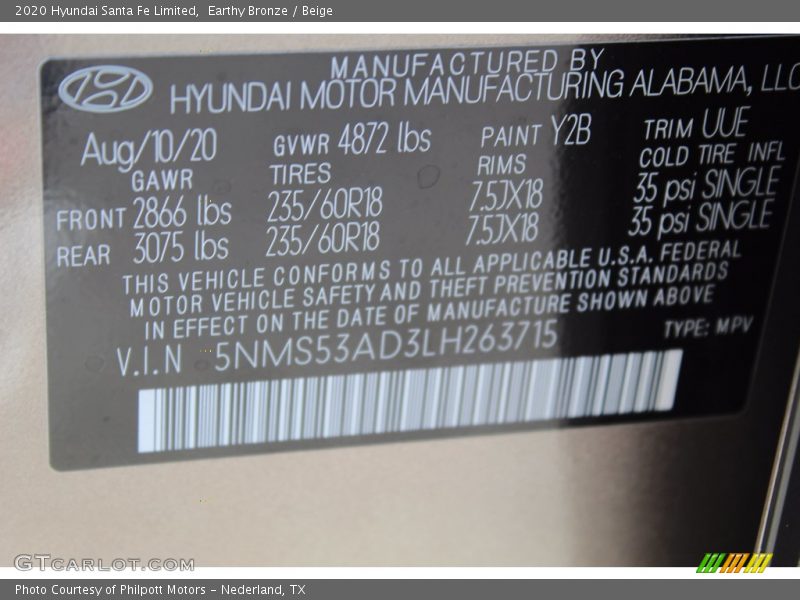 2020 Hyundai Santa Fe Limited, Earthy Bronze / Beige
MANUFACTURED BY
HYUNDAI MOTOR MANUFACTURING ALABAMA, LLC
Aug/10/20 GVWR 4872 lbs PAINT Y2B TRIM UUE
GAWR TIRES RIMS COLD TIRE INFL
FRONT 2866 lbs 235/60R18 7.5JX18 35 psi SINGLE
REAR 3075 lbs 235/60R18 7.5JX18 35 psi SINGLE
THIS VEHICLE CONFORMS TO ALL APPLICABLE U.S.A. FEDERAL
MOTOR VEHICLE SAFETY AND THEFT PREVENTION STANDARDS
IN EFFECT ON THE DATE OF MANUFACTURE SHOWN ABOVE
V.I.N 5NMS53AD3LH263715 TYPE: MPV
GTCARLOT.COM
Photo Courtesy of Philpott Motors - Nederland, TX